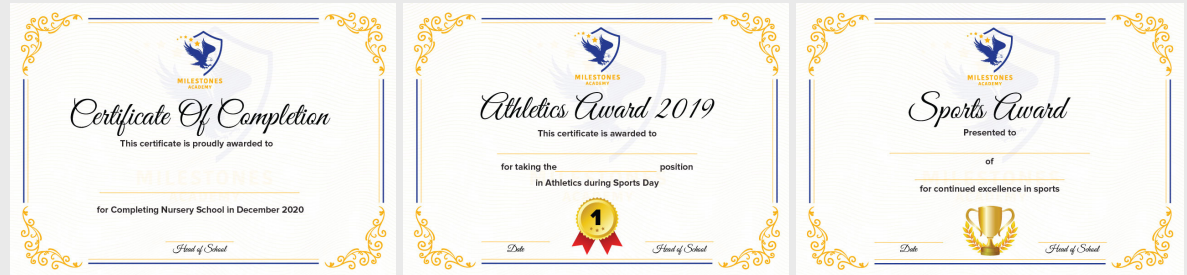 MILESTONES
ACADEMY
Certificate Of Completion
This certificate is proudly awarded to
MILESTONES
for Completing Nursery School in December 2020
Head of School
MILESTONES
ACADEMY
Athletics Award 2019
This certificate is awarded to
for taking the position
MILESTONES
in Athletics during Sports Day
1
Date
Head of School
MILESTONES
ACADEMY
Sports Award
Presented to
of
MILESTONES
for continued excellence in sports
Date
Head of School